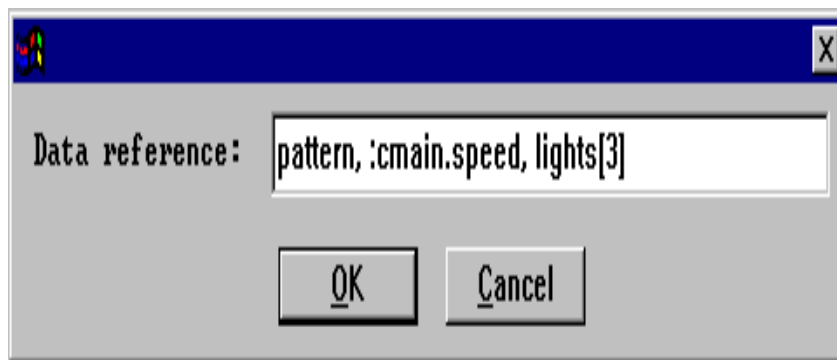 Data reference: pattern, :cmain.speed, lights[3]
OK Cancel